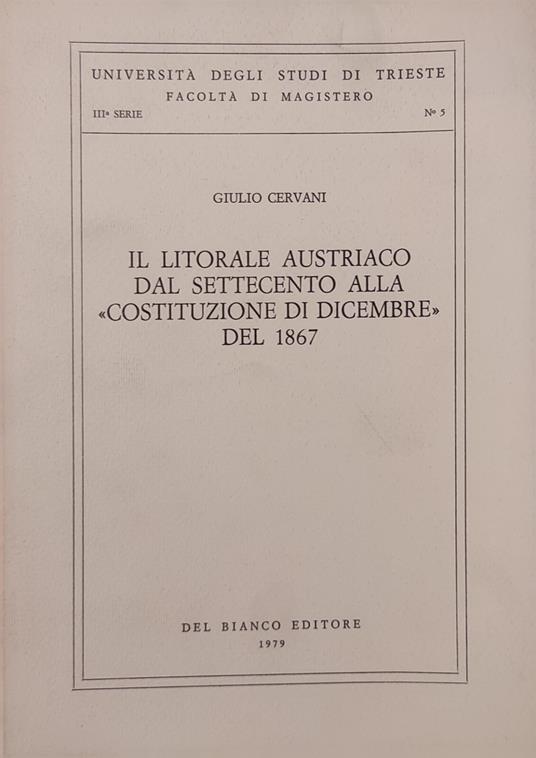 UNIVERSITÀ DEGLI STUDI DI TRIESTE
FACOLTÀ DI MAGISTERO
IIIª SERIE Nº 5
GIULIO CERVANI
IL LITORALE AUSTRIACO
DAL SETTECENTO ALLA
«COSTITUZIONE DI DICEMBRE»
DEL 1867
DEL BIANCO EDITORE
1979